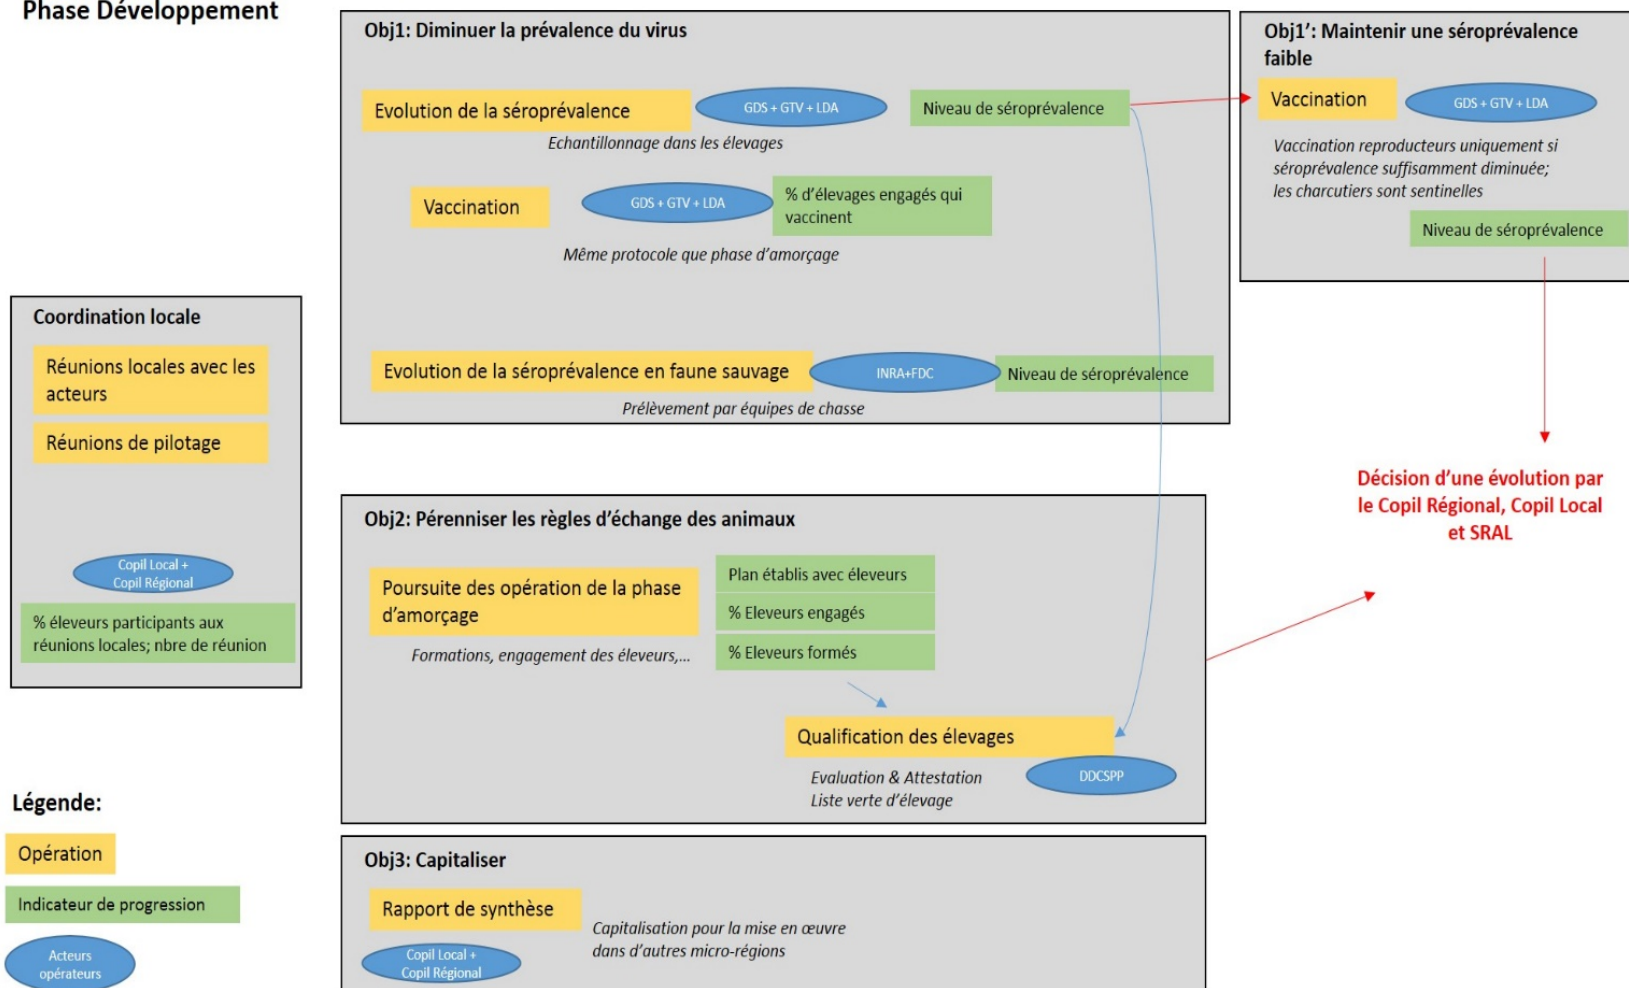 Phase Développement
Obj1: Diminuer la prévalence du virus
Evolution de la séroprévalence
GDS + GTV + LDA
Niveau de séroprévalence
Echantillonnage dans les élevages
Vaccination
GDS + GTV + LDA
% d'élevages engagés qui
vaccinent
Même protocole que phase d'amorçage
Evolution de la séroprévalence en faune sauvage
INRA+FDC
Niveau de séroprévalence
Prélèvement par équipes de chasse
Obj1': Maintenir une séroprévalence
faible
Vaccination
GDS + GTV + LDA
Vaccination reproducteurs uniquement si
séroprévalence suffisamment diminuée;
les charcutiers sont sentinelles
Niveau de séroprévalence
Coordination locale
Réunions locales avec les
acteurs
Réunions de pilotage
Copil Local +
Copil Régional
% éleveurs participants aux
réunions locales; nbre de réunion
Décision d'une évolution par
le Copil Régional, Copil Local
et SRAL
Obj2: Pérenniser les règles d'échange des animaux
Poursuite des opération de la phase
d'amorçage
Plan établis avec éleveurs
% Eleveurs engagés
% Eleveurs formés
Formations, engagement des éleveurs,...
Qualification des élevages
DDCSPP
Evaluation & Attestation
Liste verte d'élevage
Obj3: Capitaliser
Rapport de synthèse
Capitalisation pour la mise en œuvre
dans d'autres micro-régions
Copil Local +
Copil Régional
Légende:
Opération
Indicateur de progression
Acteurs
opérateurs